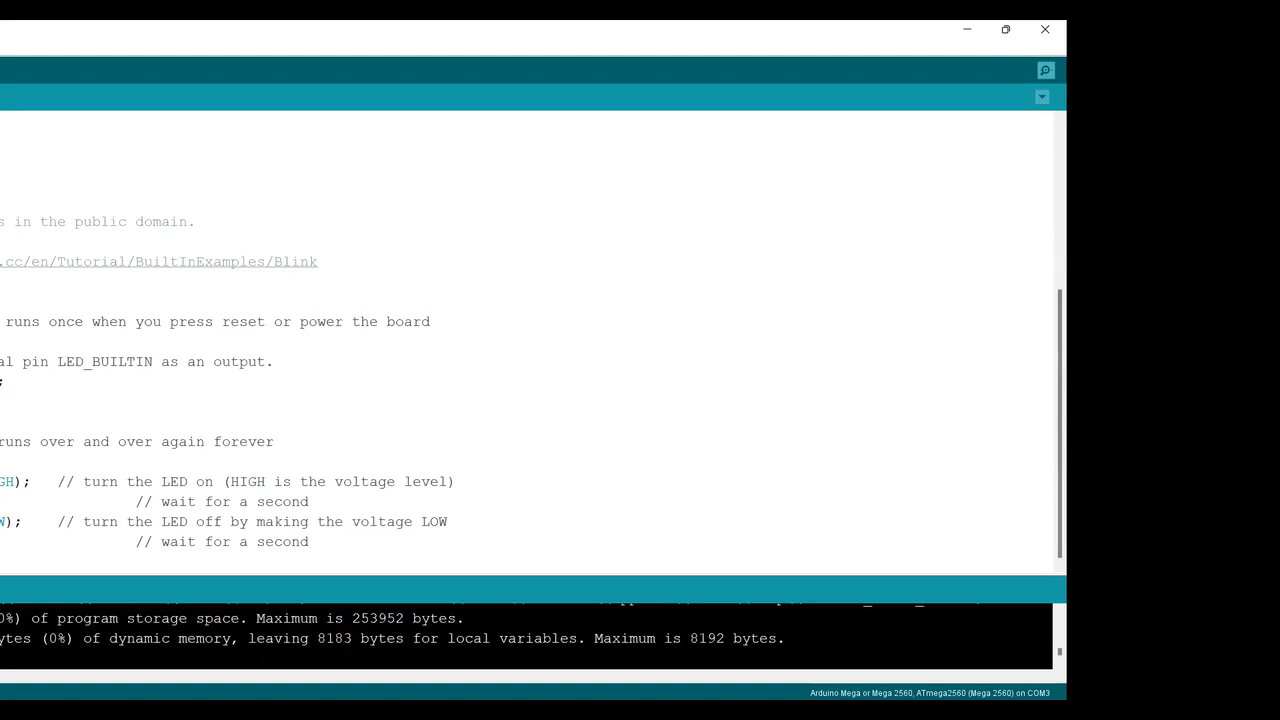 s in the public domain.
.cc/en/Tutorial/BuiltInExamples/Blink
runs once when you press reset or power the board
al pin LED_BUILTIN as an output.
;
runs over and over again forever
GH);   // turn the LED on (HIGH is the voltage level)
// wait for a second
W);    // turn the LED off by making the voltage LOW
// wait for a second
0%) of program storage space. Maximum is 253952 bytes.
ytes (0%) of dynamic memory, leaving 8183 bytes for local variables. Maximum is 8192 bytes.
Arduino Mega or Mega 2560, ATmega2560 (Mega 2560) on COM3